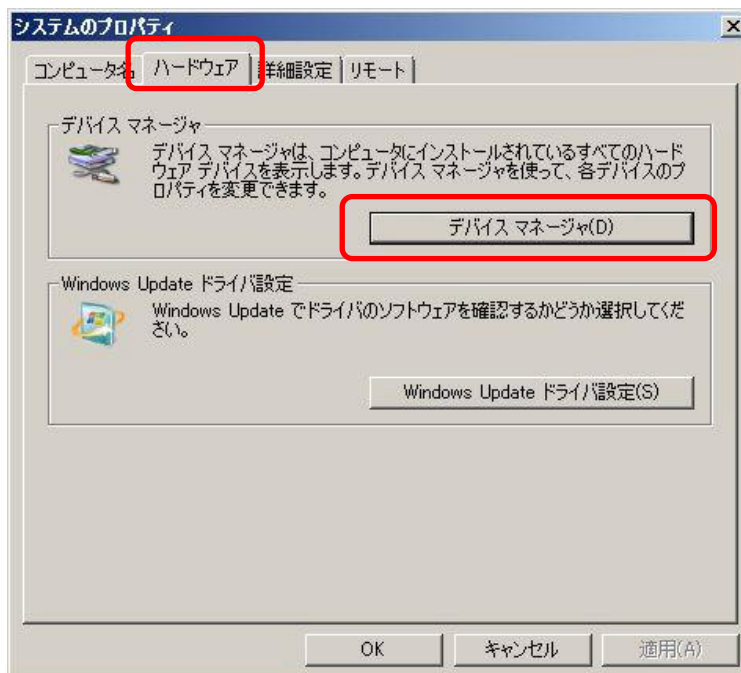 システムのプロパティ
コンピュータ名 ハードウェア 詳細設定 リモート
デバイス マネージャ
デバイス マネージャは、コンピュータにインストールされているすべてのハード
ウェア デバイスを表示します。デバイス マネージャを使って、各デバイスのプ
ロパティを変更できます。
デバイス マネージャ(D)
Windows Update ドライバ設定
Windows Update でドライバのソフトウェアを確認するかどうか選択してくだ
さい。
Windows Update ドライバ設定(S)
OK キャンセル 適用(A)